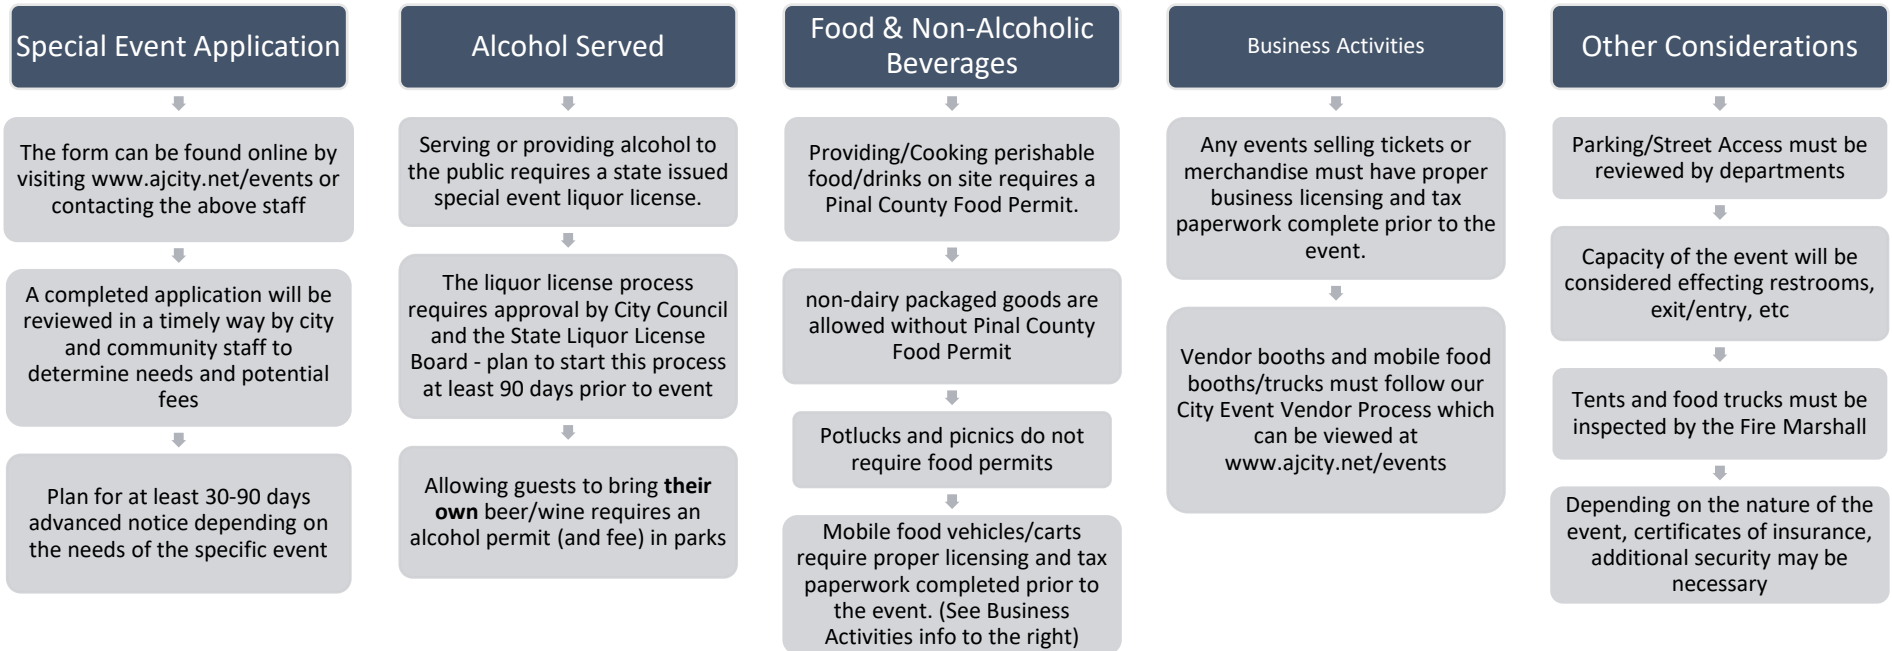 Special Event Application
The form can be found online by
visiting www.ajcity.net/events or
contacting the above staff
A completed application will be
reviewed in a timely way by city
and community staff to
determine needs and potential
fees
Plan for at least 30-90 days
advanced notice depending on
the needs of the specific event
Alcohol Served
Serving or providing alcohol to
the public requires a state issued
special event liquor license.
The liquor license process
requires approval by City Council
and the State Liquor License
Board - plan to start this process
at least 90 days prior to event
Allowing guests to bring their
own beer/wine requires an
alcohol permit (and fee) in parks
Food & Non-Alcoholic
Beverages
Providing/Cooking perishable
food/drinks on site requires a
Pinal County Food Permit.
non-dairy packaged goods are
allowed without Pinal County
Food Permit
Potlucks and picnics do not
require food permits
Mobile food vehicles/carts
require proper licensing and tax
paperwork completed prior to
the event. (See Business
Activities info to the right)
Business Activities
Any events selling tickets or
merchandise must have proper
business licensing and tax
paperwork complete prior to the
event.
Vendor booths and mobile food
booths/trucks must follow our
City Event Vendor Process which
can be viewed at
www.ajcity.net/events
Other Considerations
Parking/Street Access must be
reviewed by departments
Capacity of the event will be
considered effecting restrooms,
exit/entry, etc
Tents and food trucks must be
inspected by the Fire Marshall
Depending on the nature of the
event, certificates of insurance,
additional security may be
necessary